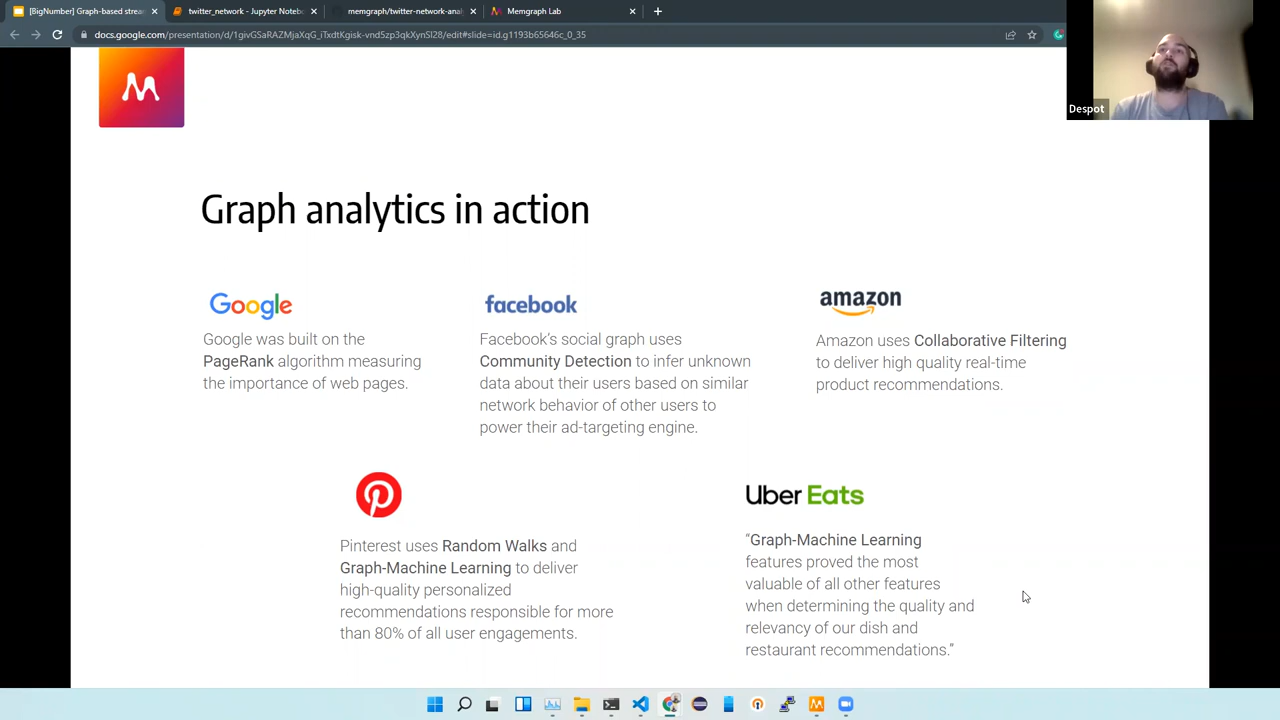 [BigNumber] Graph-based strea
twitter_network - Jupyter Notebo
memgraph/twitter-network-anal
Memgraph Lab
docs.google.com/presentation/d/1givGSaRAZMjaXqG_iTxdtKgisk-vnd5zp3qkXynSl28/edit#slide=id.g1193b65646c_0_35
Despot
Graph analytics in action
Google
Google was built on the
PageRank algorithm measuring
the importance of web pages.
facebook
Facebook's social graph uses
Community Detection to infer unknown
data about their users based on similar
network behavior of other users to
power their ad-targeting engine.
amazon
Amazon uses Collaborative Filtering
to deliver high quality real-time
product recommendations.
Pinterest uses Random Walks and
Graph-Machine Learning to deliver
high-quality personalized
recommendations responsible for more
than 80% of all user engagements.
Uber Eats
"Graph-Machine Learning
features proved the most
valuable of all other features
when determining the quality and
relevancy of our dish and
restaurant recommendations."